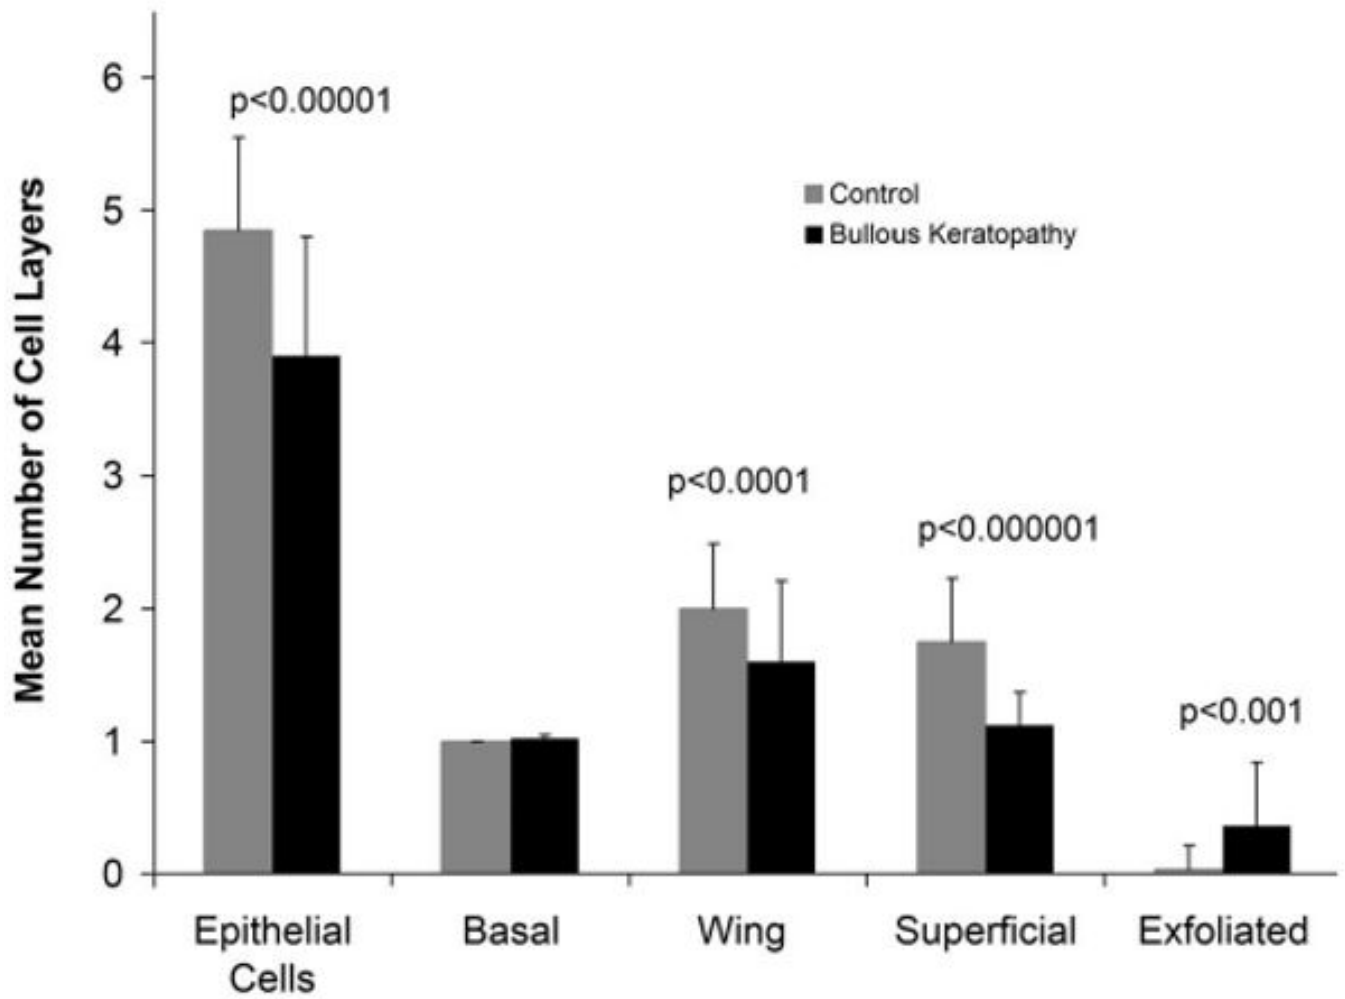 Mean Number of Cell Layers
6
5
4
3
2
1
0
p<0.00001
Control
Bullous Keratopathy
p<0.0001
p<0.000001
p<0.001
Epithelial
Cells
Basal
Wing
Superficial
Exfoliated